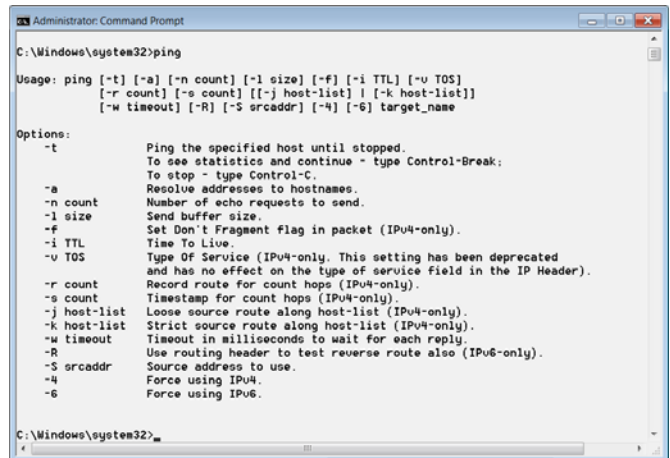 Administrator: Command Prompt
C:\Windows\system32>ping
Usage: ping [-t] [-a] [-n count] [-l size] [-f] [-i TTL] [-v TOS]
[-r count] [-s count] [[-j host-list] | [-k host-list]]
[-w timeout] [-R] [-S srcaddr] [-4] [-6] target_name
Options:
-t Ping the specified host until stopped.
To see statistics and continue - type Control-Break;
To stop - type Control-C.
-a Resolve addresses to hostnames.
-n count Number of echo requests to send.
-l size Send buffer size.
-f Set Don't Fragment flag in packet (IPv4-only).
-i TTL Time To Live.
-v TOS Type Of Service (IPv4-only. This setting has been deprecated
and has no effect on the type of service field in the IP Header).
-r count Record route for count hops (IPv4-only).
-s count Timestamp for count hops (IPv4-only).
-j host-list Loose source route along host-list (IPv4-only).
-k host-list Strict source route along host-list (IPv4-only).
-w timeout Timeout in milliseconds to wait for each reply.
-R Use routing header to test reverse route also (IPv6-only).
-S srcaddr Source address to use.
-4 Force using IPv4.
-6 Force using IPv6.
C:\Windows\system32>_